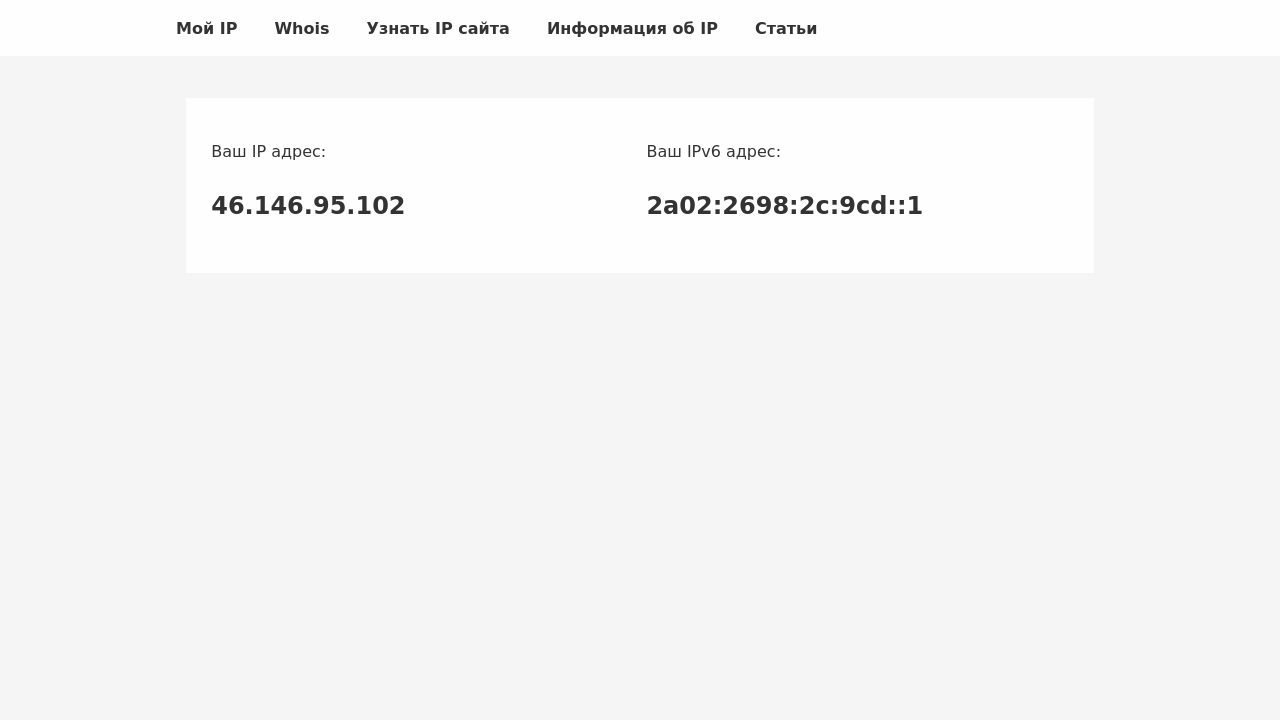 Мой IP Whois Узнать IP сайта Информация об IP Статьи
Ваш IP адрес:
46.146.95.102
Ваш IPv6 адрес:
2a02:2698:2c:9cd::1